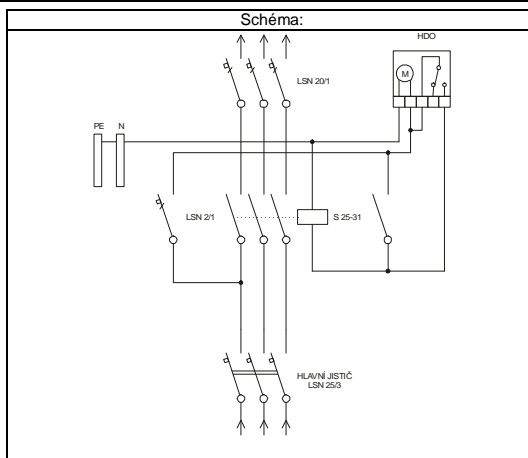 Schéma:
HDO
M
LSN 20/1
PE N
LSN 2/1
S 25-31
HLAVNÍ JISTIČ
LSN 25/3